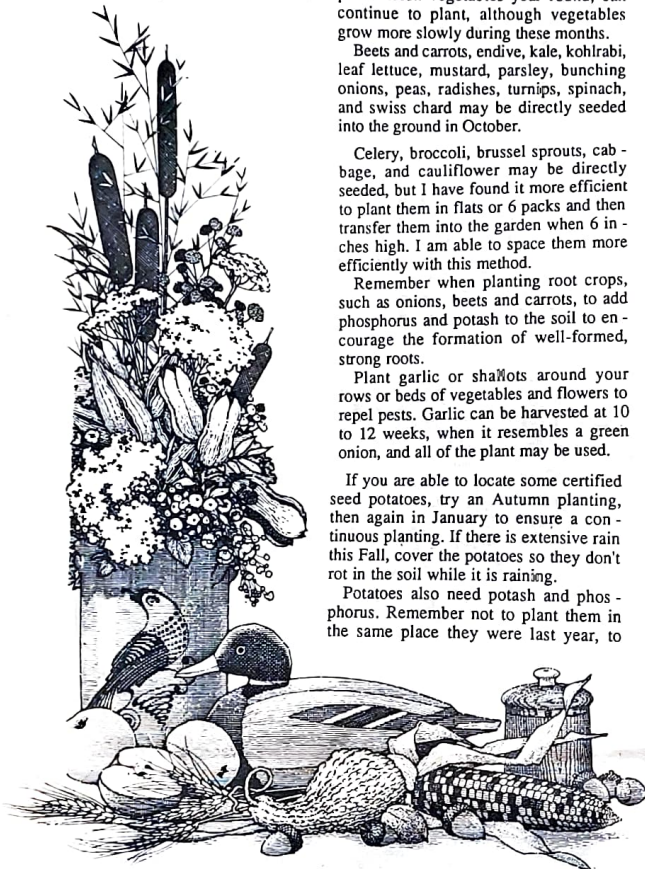 continue to plant, although vegetables
grow more slowly during these months.
Beets and carrots, endive, kale, kohlrabi,
leaf lettuce, mustard, parsley, bunching
onions, peas, radishes, turnips, spinach,
and swiss chard may be directly seeded
into the ground in October.
Celery, broccoli, brussel sprouts, cab -
bage, and cauliflower may be directly
seeded, but I have found it more efficient
to plant them in flats or 6 packs and then
transfer them into the garden when 6 in -
ches high. I am able to space them more
efficiently with this method.
Remember when planting root crops,
such as onions, beets and carrots, to add
phosphorus and potash to the soil to en -
courage the formation of well-formed,
strong roots.
Plant garlic or shallots around your
rows or beds of vegetables and flowers to
repel pests. Garlic can be harvested at 10
to 12 weeks, when it resembles a green
onion, and all of the plant may be used.
If you are able to locate some certified
seed potatoes, try an Autumn planting,
then again in January to ensure a con -
tinuous planting. If there is extensive rain
this Fall, cover the potatoes so they don't
rot in the soil while it is raining.
Potatoes also need potash and phos -
phorus. Remember not to plant them in
the same place they were last year, to